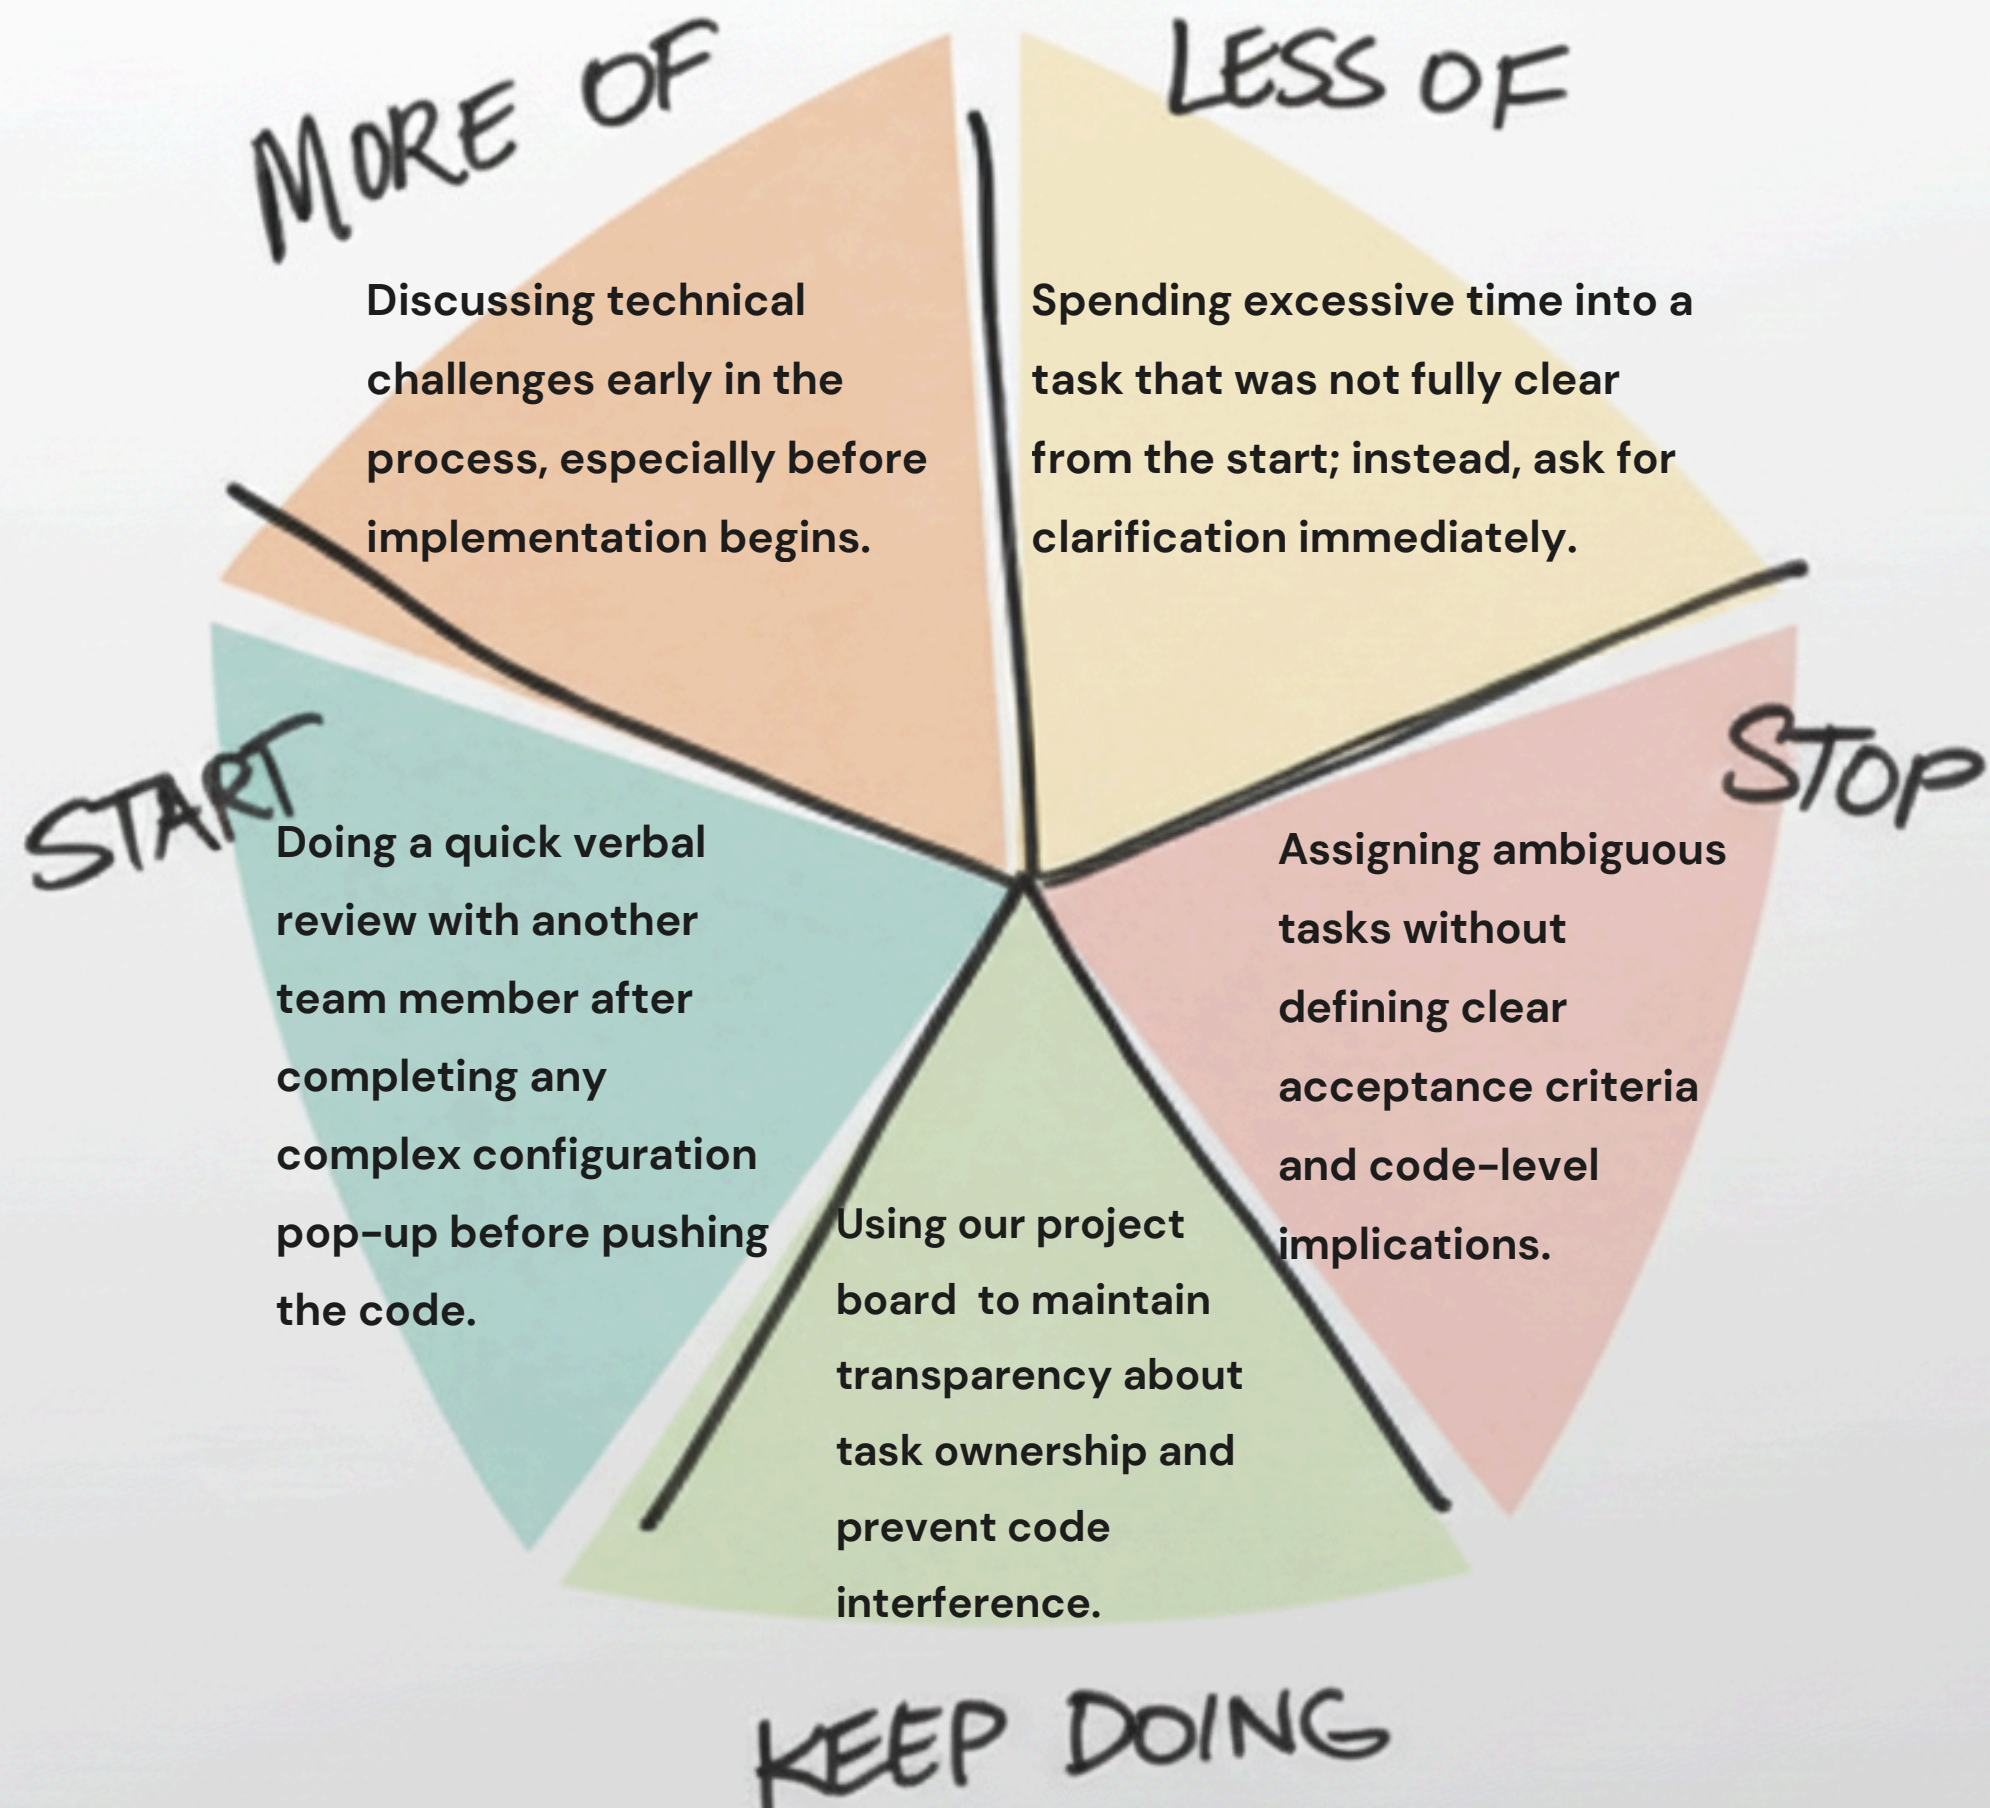 MORE OF
Discussing technical
challenges early in the
process, especially before
implementation begins.
LESS OF
Spending excessive time into a
task that was not fully clear
from the start; instead, ask for
clarification immediately.
START
Doing a quick verbal
review with another
team member after
completing any
complex configuration
pop-up before pushing
the code.
STOP
Assigning ambiguous
tasks without
defining clear
acceptance criteria
and code-level
implications.
Using our project
board  to maintain
transparency about
task ownership and
prevent code
interference.
KEEP DOING